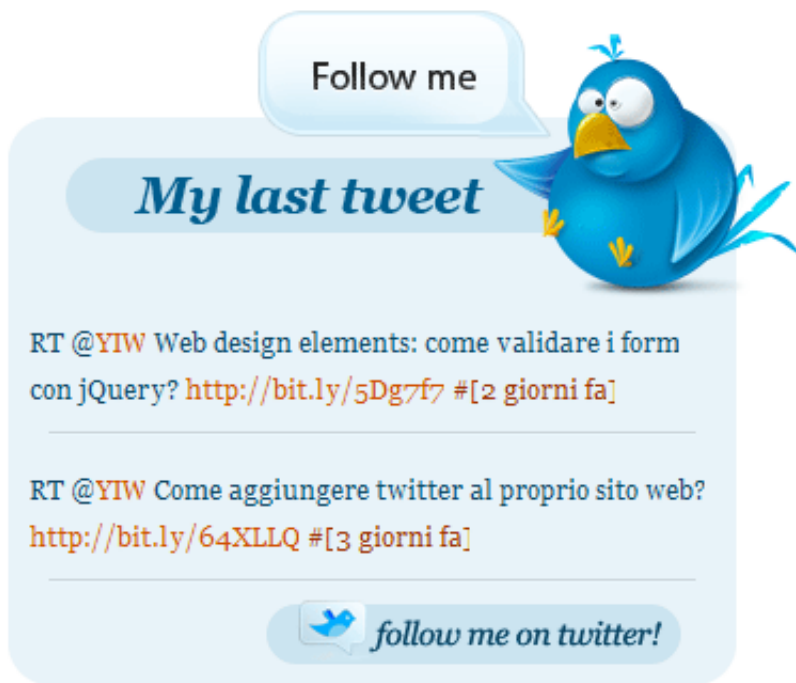 Follow me
My last tweet
RT @YIW Web design elements: come validare i form
con jQuery? http://bit.ly/5Dg7f7 #[2 giorni fa]
RT @YIW Come aggiungere twitter al proprio sito web?
http://bit.ly/64XLLQ #[3 giorni fa]
follow me on twitter!